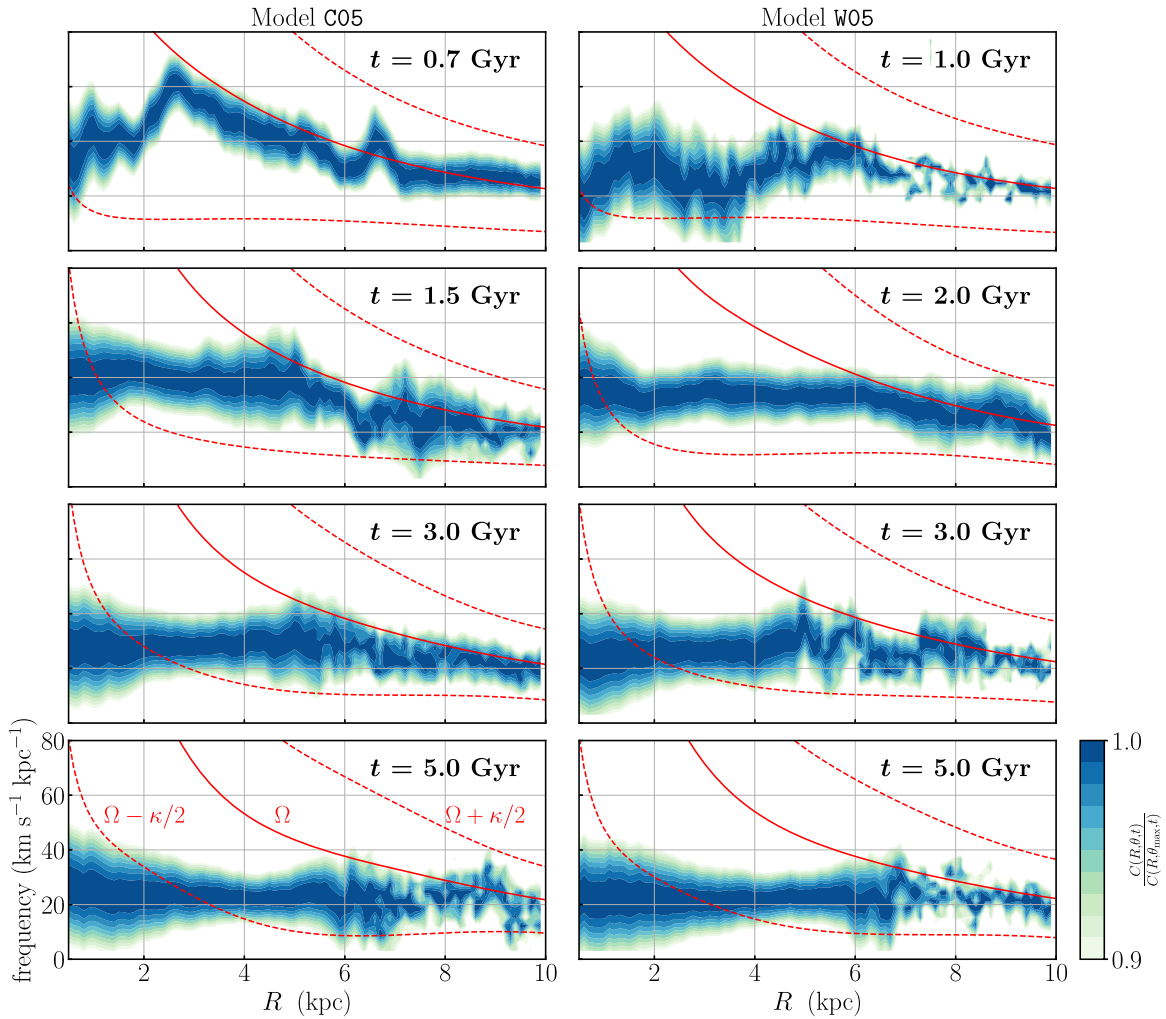 Model C05
Model W05
t = 0.7 Gyr
t = 1.0 Gyr
t = 1.5 Gyr
t = 2.0 Gyr
t = 3.0 Gyr
t = 3.0 Gyr
t = 5.0 Gyr
t = 5.0 Gyr
Ω − κ/2
Ω
Ω + κ/2
80
60
40
20
0
frequency (km s⁻¹ kpc⁻¹)
2 4 6 8 10
R (kpc)
2 4 6 8 10
R (kpc)
1.0
0.9
C(R,θ,t)
C(R,θmax,t)